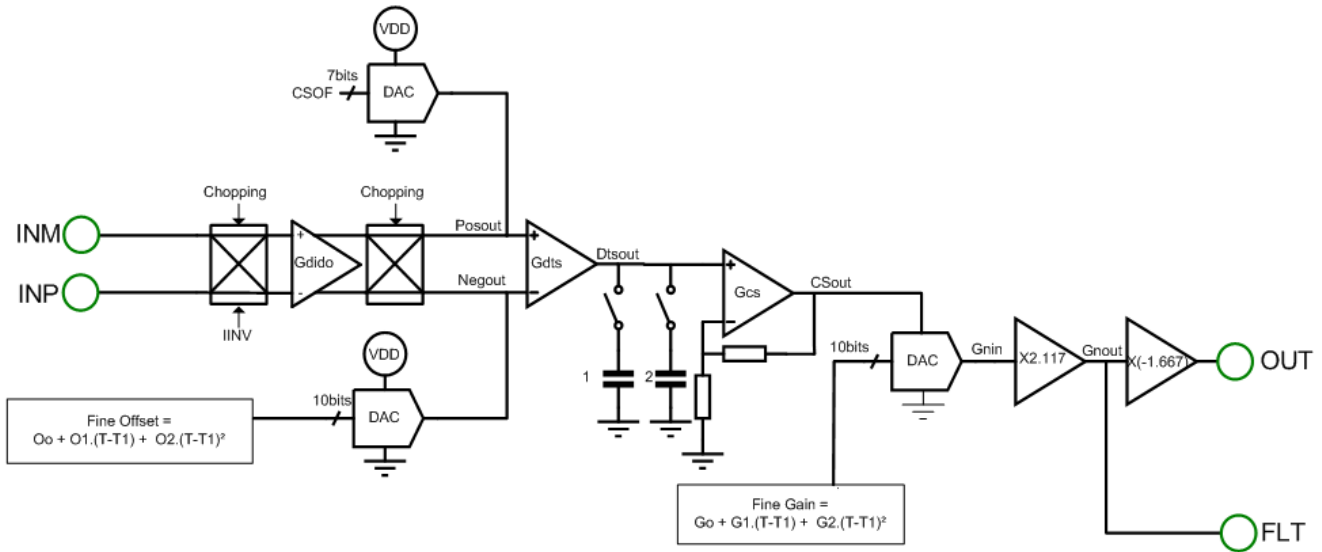 VDD
7bits
CSOF
DAC
Chopping
Chopping
INM
Posout
+
Gdido
+
Gdts
Dtsout
+
Gcs
CSout
INP
-
Negout
-
-
IINV
VDD
10bits
DAC
1
2
10bits
DAC
Gnin
X2.117
Gnout
X(-1.667)
OUT
Fine Offset =
Oo + O1.(T-T1) + O2.(T-T1)²
Fine Gain =
Go + G1.(T-T1) + G2.(T-T1)²
FLT